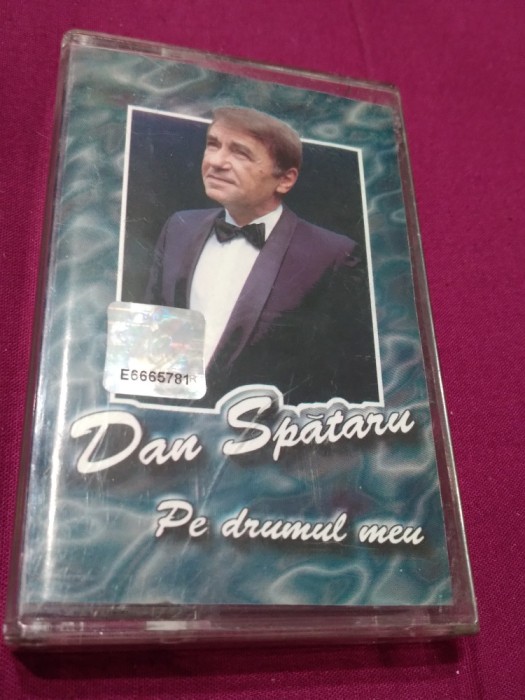 E6665781
Dan Spătaru
Pe drumul meu